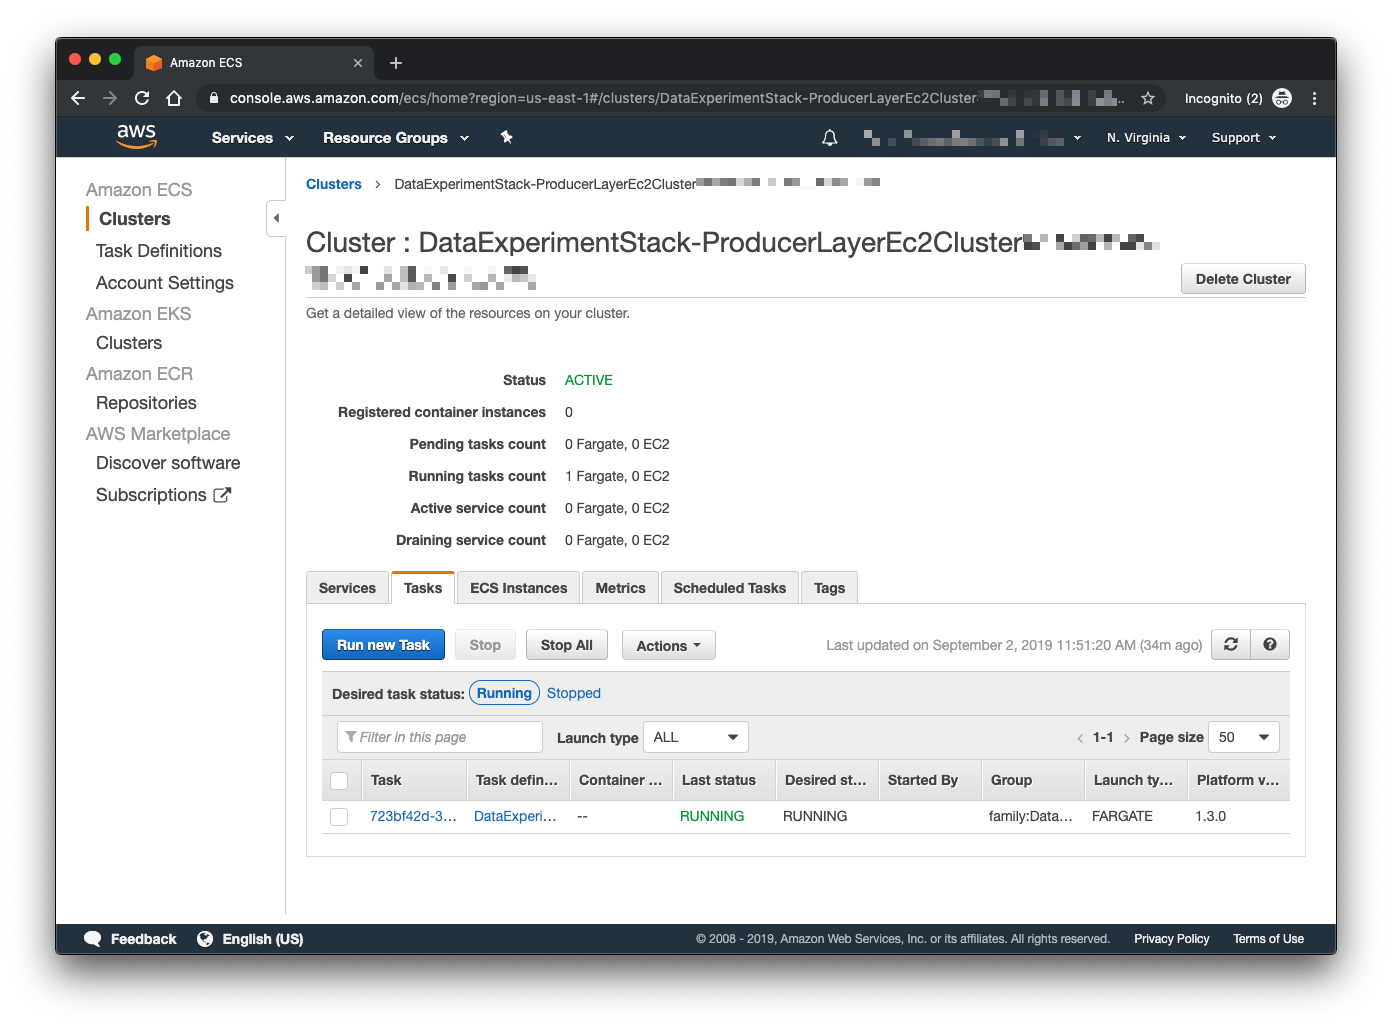 Amazon ECS
console.aws.amazon.com/ecs/home?region=us-east-1#/clusters/DataExperimentStack-ProducerLayerEc2Cluster
Incognito (2)
aws
Services
Resource Groups
N. Virginia
Support
Amazon ECS
Clusters
Task Definitions
Account Settings
Amazon EKS
Clusters
Amazon ECR
Repositories
AWS Marketplace
Discover software
Subscriptions
Clusters > DataExperimentStack-ProducerLayerEc2Cluster
Cluster : DataExperimentStack-ProducerLayerEc2Cluster
Delete Cluster
Get a detailed view of the resources on your cluster.
Status ACTIVE
Registered container instances 0
Pending tasks count 0 Fargate, 0 EC2
Running tasks count 1 Fargate, 0 EC2
Active service count 0 Fargate, 0 EC2
Draining service count 0 Fargate, 0 EC2
Services Tasks ECS Instances Metrics Scheduled Tasks Tags
Run new Task Stop Stop All Actions Last updated on September 2, 2019 11:51:20 AM (34m ago)
Desired task status: Running Stopped
Filter in this page Launch type ALL < 1-1 > Page size 50
Task Task defin... Container ... Last status Desired st... Started By Group Launch ty... Platform v...
723bf42d-3... DataExperi... -- RUNNING RUNNING family:Data... FARGATE 1.3.0
Feedback English (US) © 2008 - 2019, Amazon Web Services, Inc. or its affiliates. All rights reserved. Privacy Policy Terms of Use